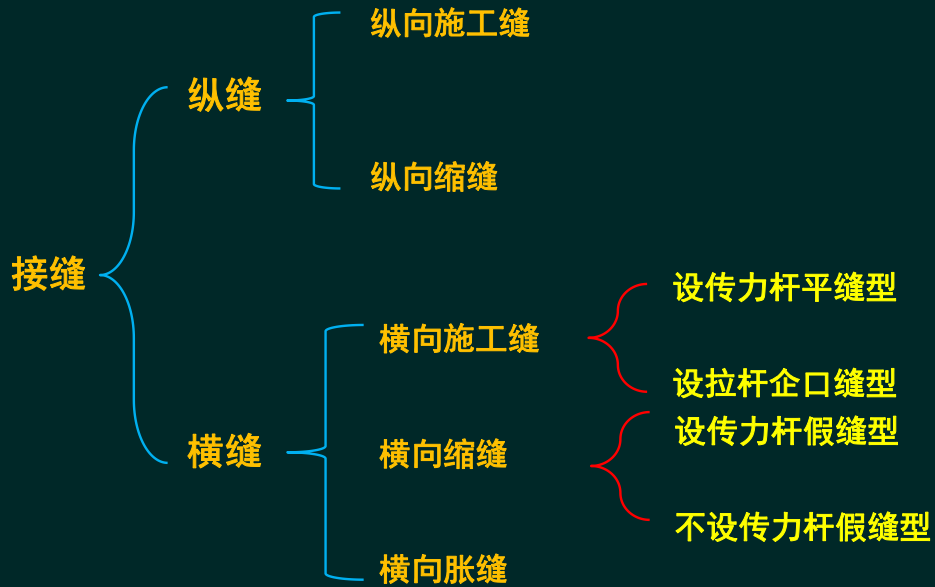 纵向施工缝
纵缝
纵向缩缝
接缝
设传力杆平缝型
横向施工缝
设拉杆企口缝型
设传力杆假缝型
横缝
横向缩缝
不设传力杆假缝型
横向胀缝